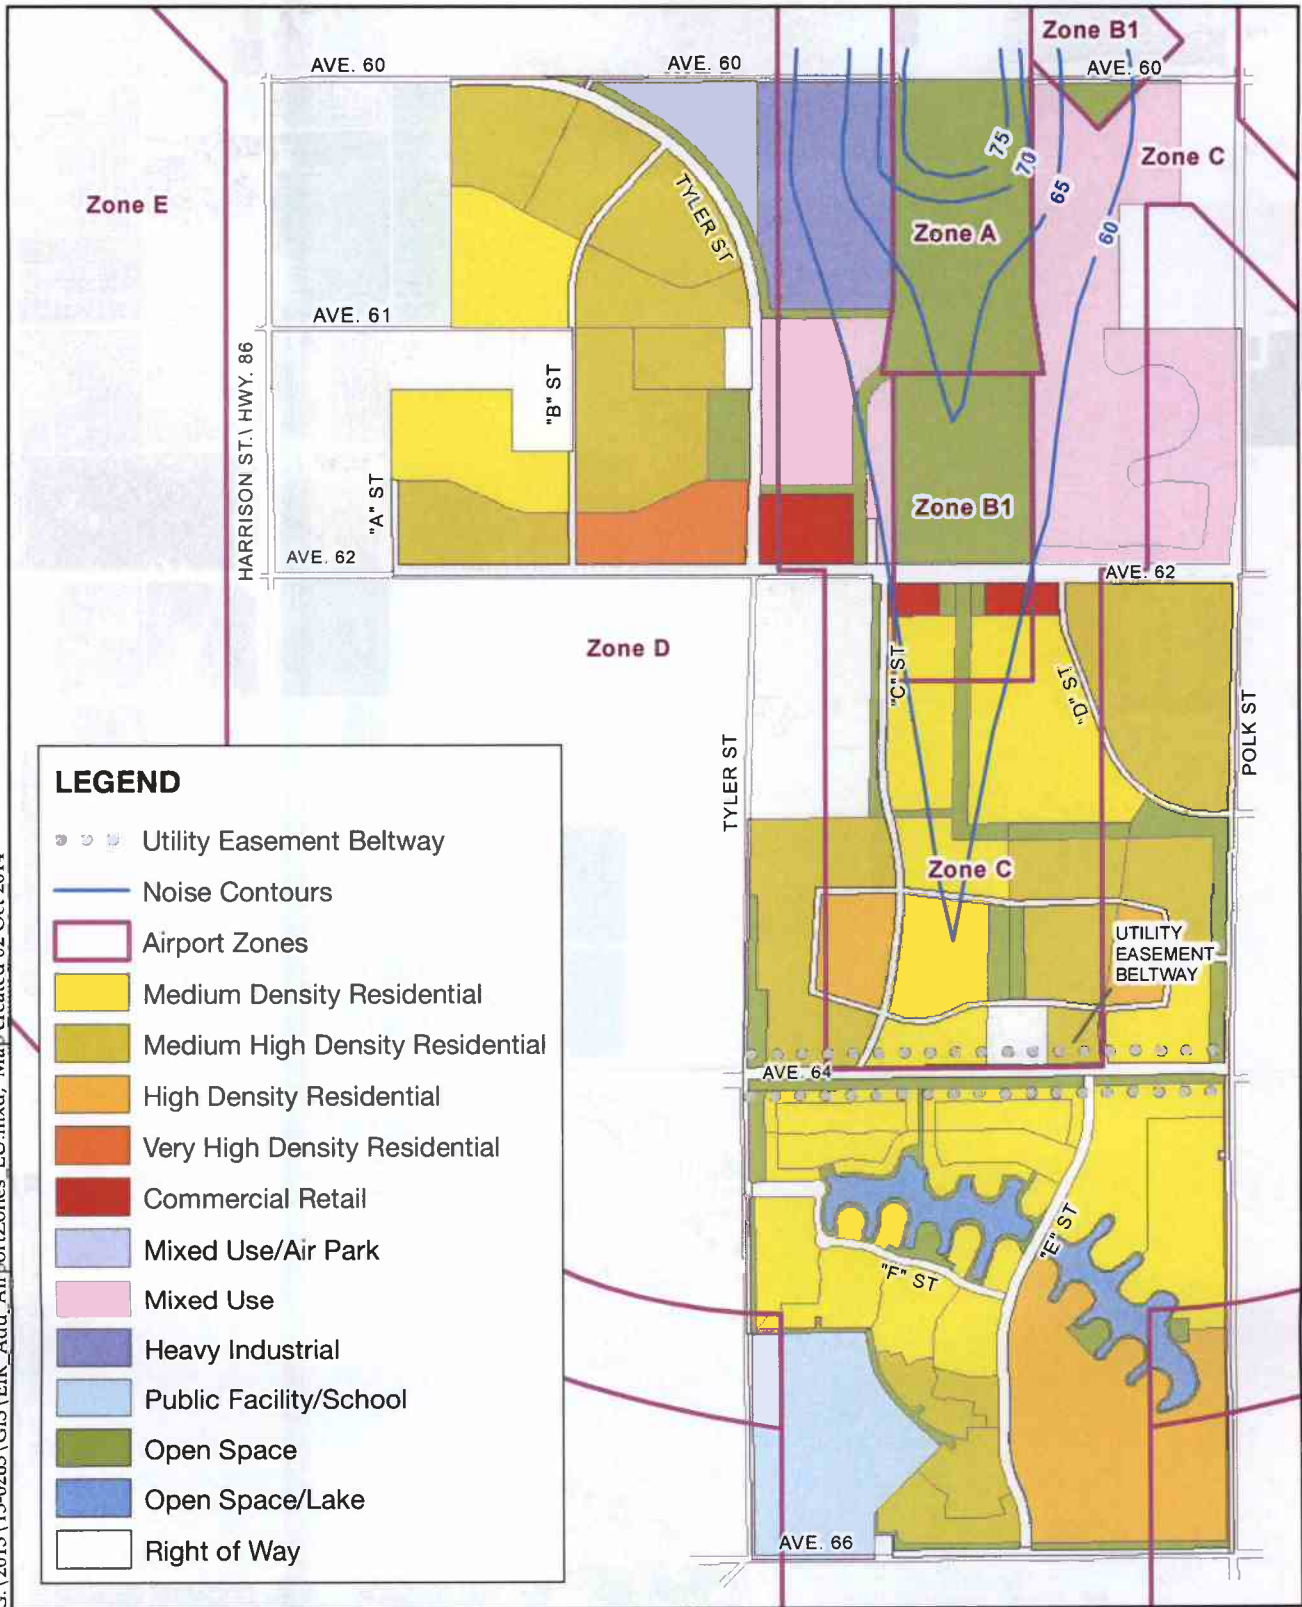 Zone B1
AVE. 60
AVE. 60
AVE. 60
75
70
65
60
Zone C
Zone E
TYLER ST
Zone A
AVE. 61
HARRISON ST.\ HWY. 86
"B" ST
"A" ST
Zone B1
AVE. 62
AVE. 62
Zone D
"C" ST
"D" ST
POLK ST
TYLER ST
Zone C
UTILITY
EASEMENT
BELTWAY
AVE. 64
"E" ST
"F" ST
AVE. 66
LEGEND
Utility Easement Beltway
Noise Contours
Airport Zones
Medium Density Residential
Medium High Density Residential
High Density Residential
Very High Density Residential
Commercial Retail
Mixed Use/Air Park
Mixed Use
Heavy Industrial
Public Facility/School
Open Space
Open Space/Lake
Right of Way